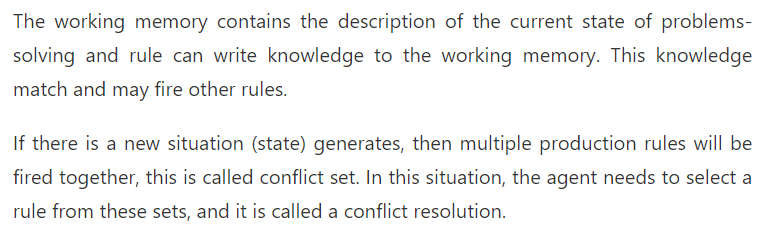 The working memory contains the description of the current state of problems-
solving and rule can write knowledge to the working memory. This knowledge
match and may fire other rules.
If there is a new situation (state) generates, then multiple production rules will be
fired together, this is called conflict set. In this situation, the agent needs to select a
rule from these sets, and it is called a conflict resolution.